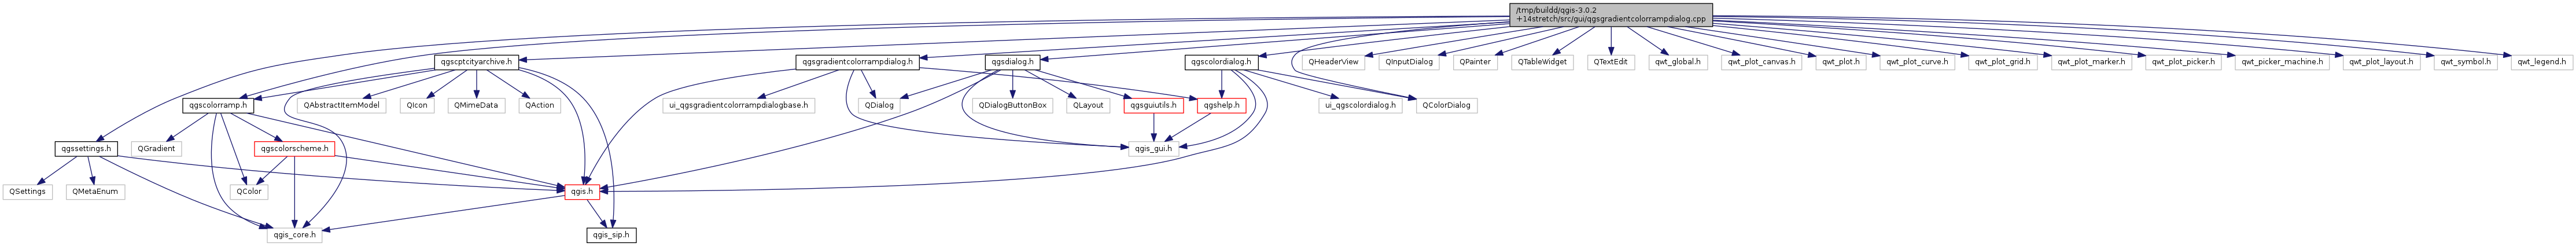 /tmp/buildd/qgis-3.0.2
+14stretch/src/gui/qgsgradientcolorrampdialog.cpp
qgscptcityarchive.h
qgsgradientcolorrampdialog.h
qgsdialog.h
qgscolordialog.h
QHeaderView
QInputDialog
QPainter
QTableWidget
QTextEdit
qwt_global.h
qwt_plot_canvas.h
qwt_plot.h
qwt_plot_curve.h
qwt_plot_grid.h
qwt_plot_marker.h
qwt_plot_picker.h
qwt_picker_machine.h
qwt_plot_layout.h
qwt_symbol.h
qwt_legend.h
qgscolorramp.h
QAbstractItemModel
QIcon
QMimeData
QAction
ui_qgsgradientcolorrampdialogbase.h
QDialog
QDialogButtonBox
QLayout
qgsguiutils.h
qgshelp.h
ui_qgscolordialog.h
QColorDialog
qgssettings.h
QGradient
qgscolorscheme.h
qgis_gui.h
QSettings
QMetaEnum
QColor
qgis.h
qgis_core.h
qgis_sip.h